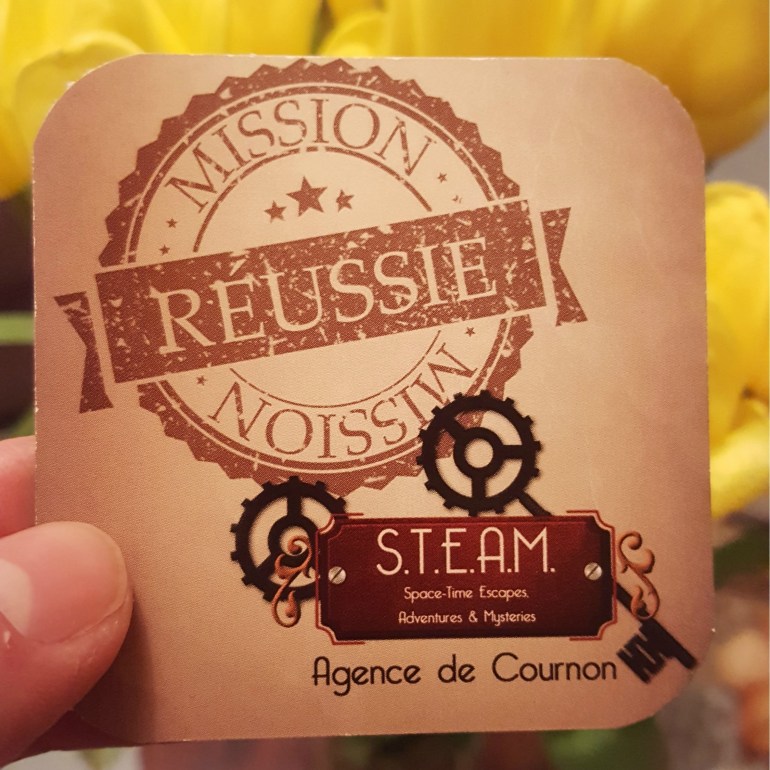 MISSION
RÉUSSIE
MISSION
S.T.E.A.M.
Space-Time Escapes,
Adventures & Mysteries
Agence de Cournon